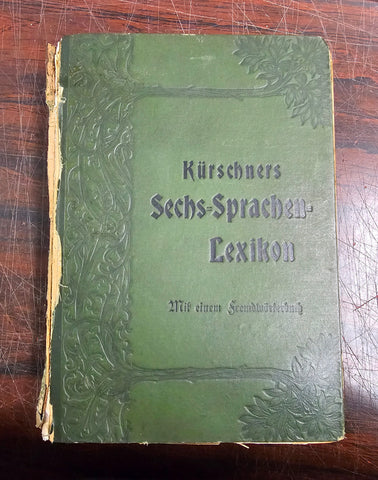 Kürschners
Sechs=Sprachen=
Lexikon
Mit einem Fremdwörterbuch